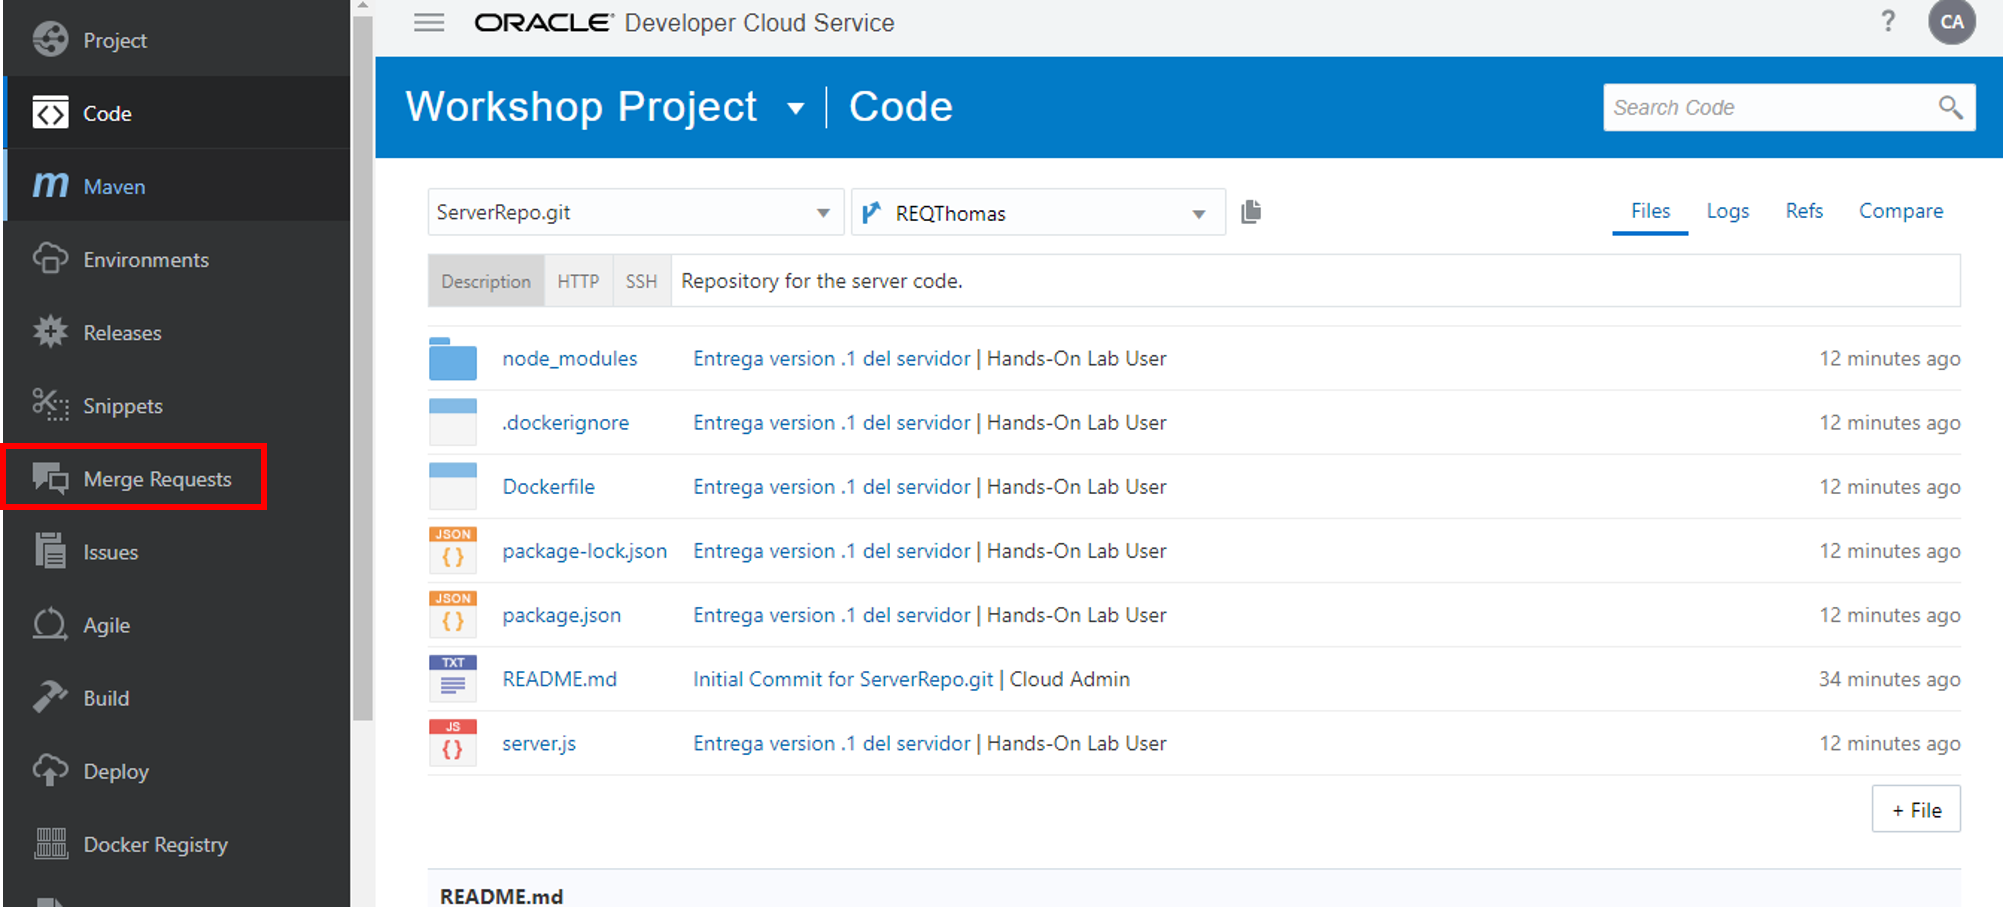 Project
Code
Maven
Environments
Releases
Snippets
Merge Requests
Issues
Agile
Build
Deploy
Docker Registry
ORACLE Developer Cloud Service
? CA
Workshop Project Code
Search Code
ServerRepo.git REQThomas
Files Logs Refs Compare
Description HTTP SSH Repository for the server code.
node_modules Entrega version .1 del servidor | Hands-On Lab User 12 minutes ago
.dockerignore Entrega version .1 del servidor | Hands-On Lab User 12 minutes ago
Dockerfile Entrega version .1 del servidor | Hands-On Lab User 12 minutes ago
JSON { } package-lock.json Entrega version .1 del servidor | Hands-On Lab User 12 minutes ago
JSON { } package.json Entrega version .1 del servidor | Hands-On Lab User 12 minutes ago
TXT README.md Initial Commit for ServerRepo.git | Cloud Admin 34 minutes ago
JS { } server.js Entrega version .1 del servidor | Hands-On Lab User 12 minutes ago
+ File
README.md